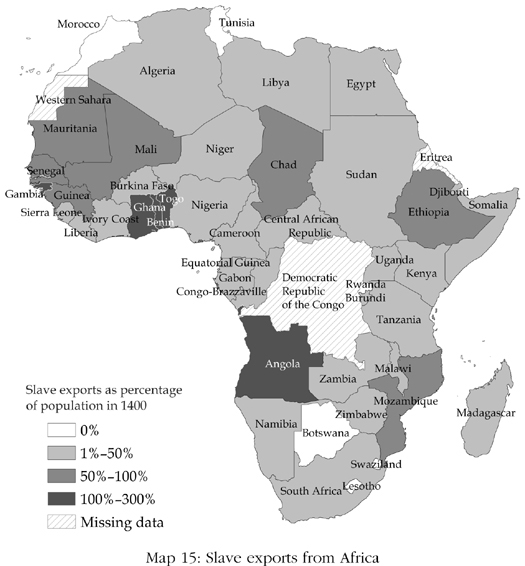 Morocco
Tunisia
Algeria
Libya
Egypt
Western Sahara
Mauritania
Mali
Niger
Chad
Sudan
Eritrea
Senegal
Gambia
Guinea
Burkina Faso
Djibouti
Somalia
Sierra Leone
Ivory Coast
Ghana
Togo
Benin
Nigeria
Ethiopia
Liberia
Cameroon
Central African
Republic
Equatorial Guinea
Gabon
Congo-Brazzaville
Democratic
Republic
of the Congo
Uganda
Kenya
Rwanda
Burundi
Tanzania
Angola
Zambia
Malawi
Mozambique
Madagascar
Zimbabwe
Namibia
Botswana
Swaziland
South Africa
Lesotho
Slave exports as percentage
of population in 1400
0%
1%–50%
50%–100%
100%–300%
Missing data
Map 15: Slave exports from Africa